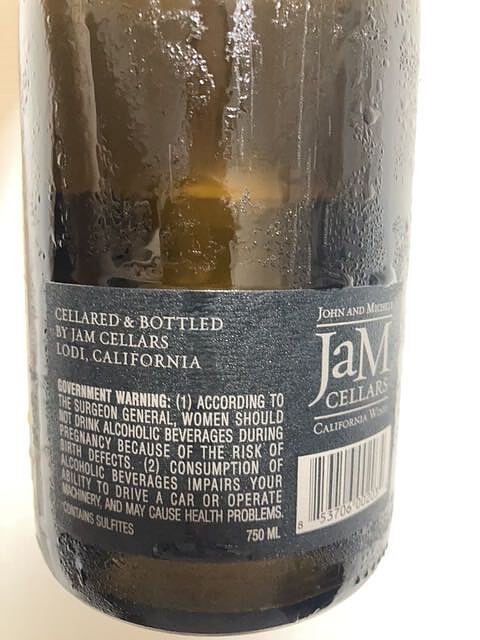 CELLARED & BOTTLED
BY JAM CELLARS
LODI, CALIFORNIA
GOVERNMENT WARNING: (1) ACCORDING TO
THE SURGEON GENERAL, WOMEN SHOULD
NOT DRINK ALCOHOLIC BEVERAGES DURING
PREGNANCY BECAUSE OF THE RISK OF
BIRTH DEFECTS. (2) CONSUMPTION OF
ALCOHOLIC BEVERAGES IMPAIRS YOUR
ABILITY TO DRIVE A CAR OR OPERATE
MACHINERY, AND MAY CAUSE HEALTH PROBLEMS.
CONTAINS SULFITES
750 ML
JOHN AND MICHELE
JaM
CELLARS
CALIFORNIA WINES
8 53706